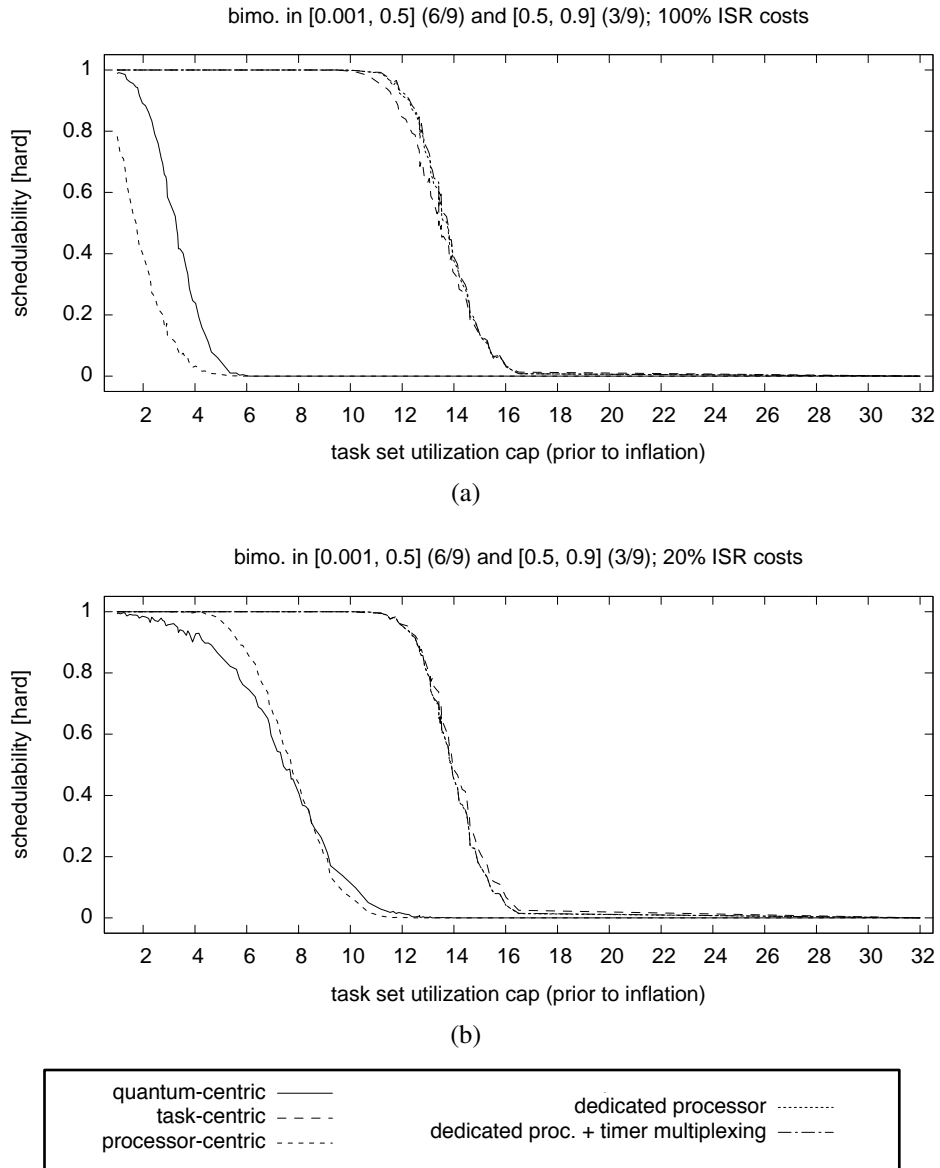 bimo. in [0.001, 0.5] (6/9) and [0.5, 0.9] (3/9); 100% ISR costs
1
0.8
0.6
0.4
0.2
0
schedulability [hard]
2 4 6 8 10 12 14 16 18 20 22 24 26 28 30 32
task set utilization cap (prior to inflation)
(a)
bimo. in [0.001, 0.5] (6/9) and [0.5, 0.9] (3/9); 20% ISR costs
1
0.8
0.6
0.4
0.2
0
schedulability [hard]
2 4 6 8 10 12 14 16 18 20 22 24 26 28 30 32
task set utilization cap (prior to inflation)
(b)
quantum-centric
task-centric
processor-centric
dedicated processor
dedicated proc. + timer multiplexing